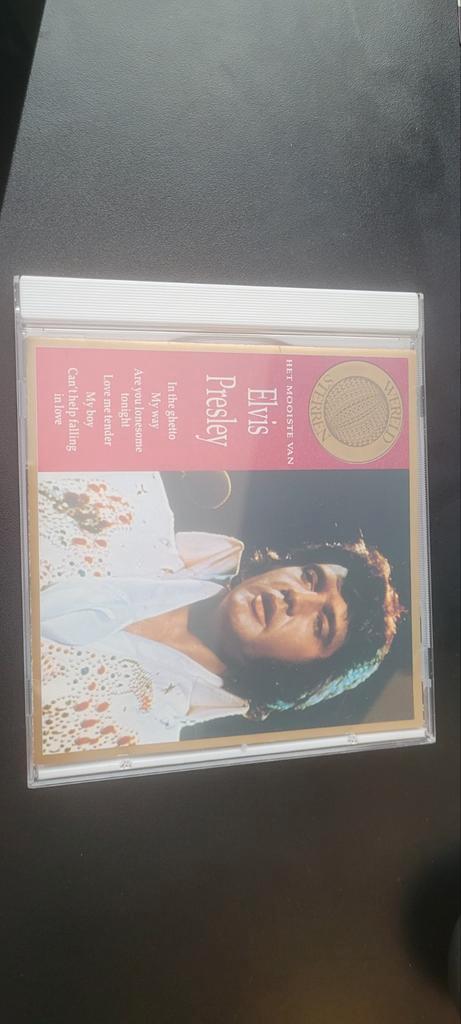 WERELD
STERREN
HET MOOISTE VAN
Elvis
Presley
In the ghetto
My way
Are you lonesome
tonight
Love me tender
My boy
Can't help falling
in love